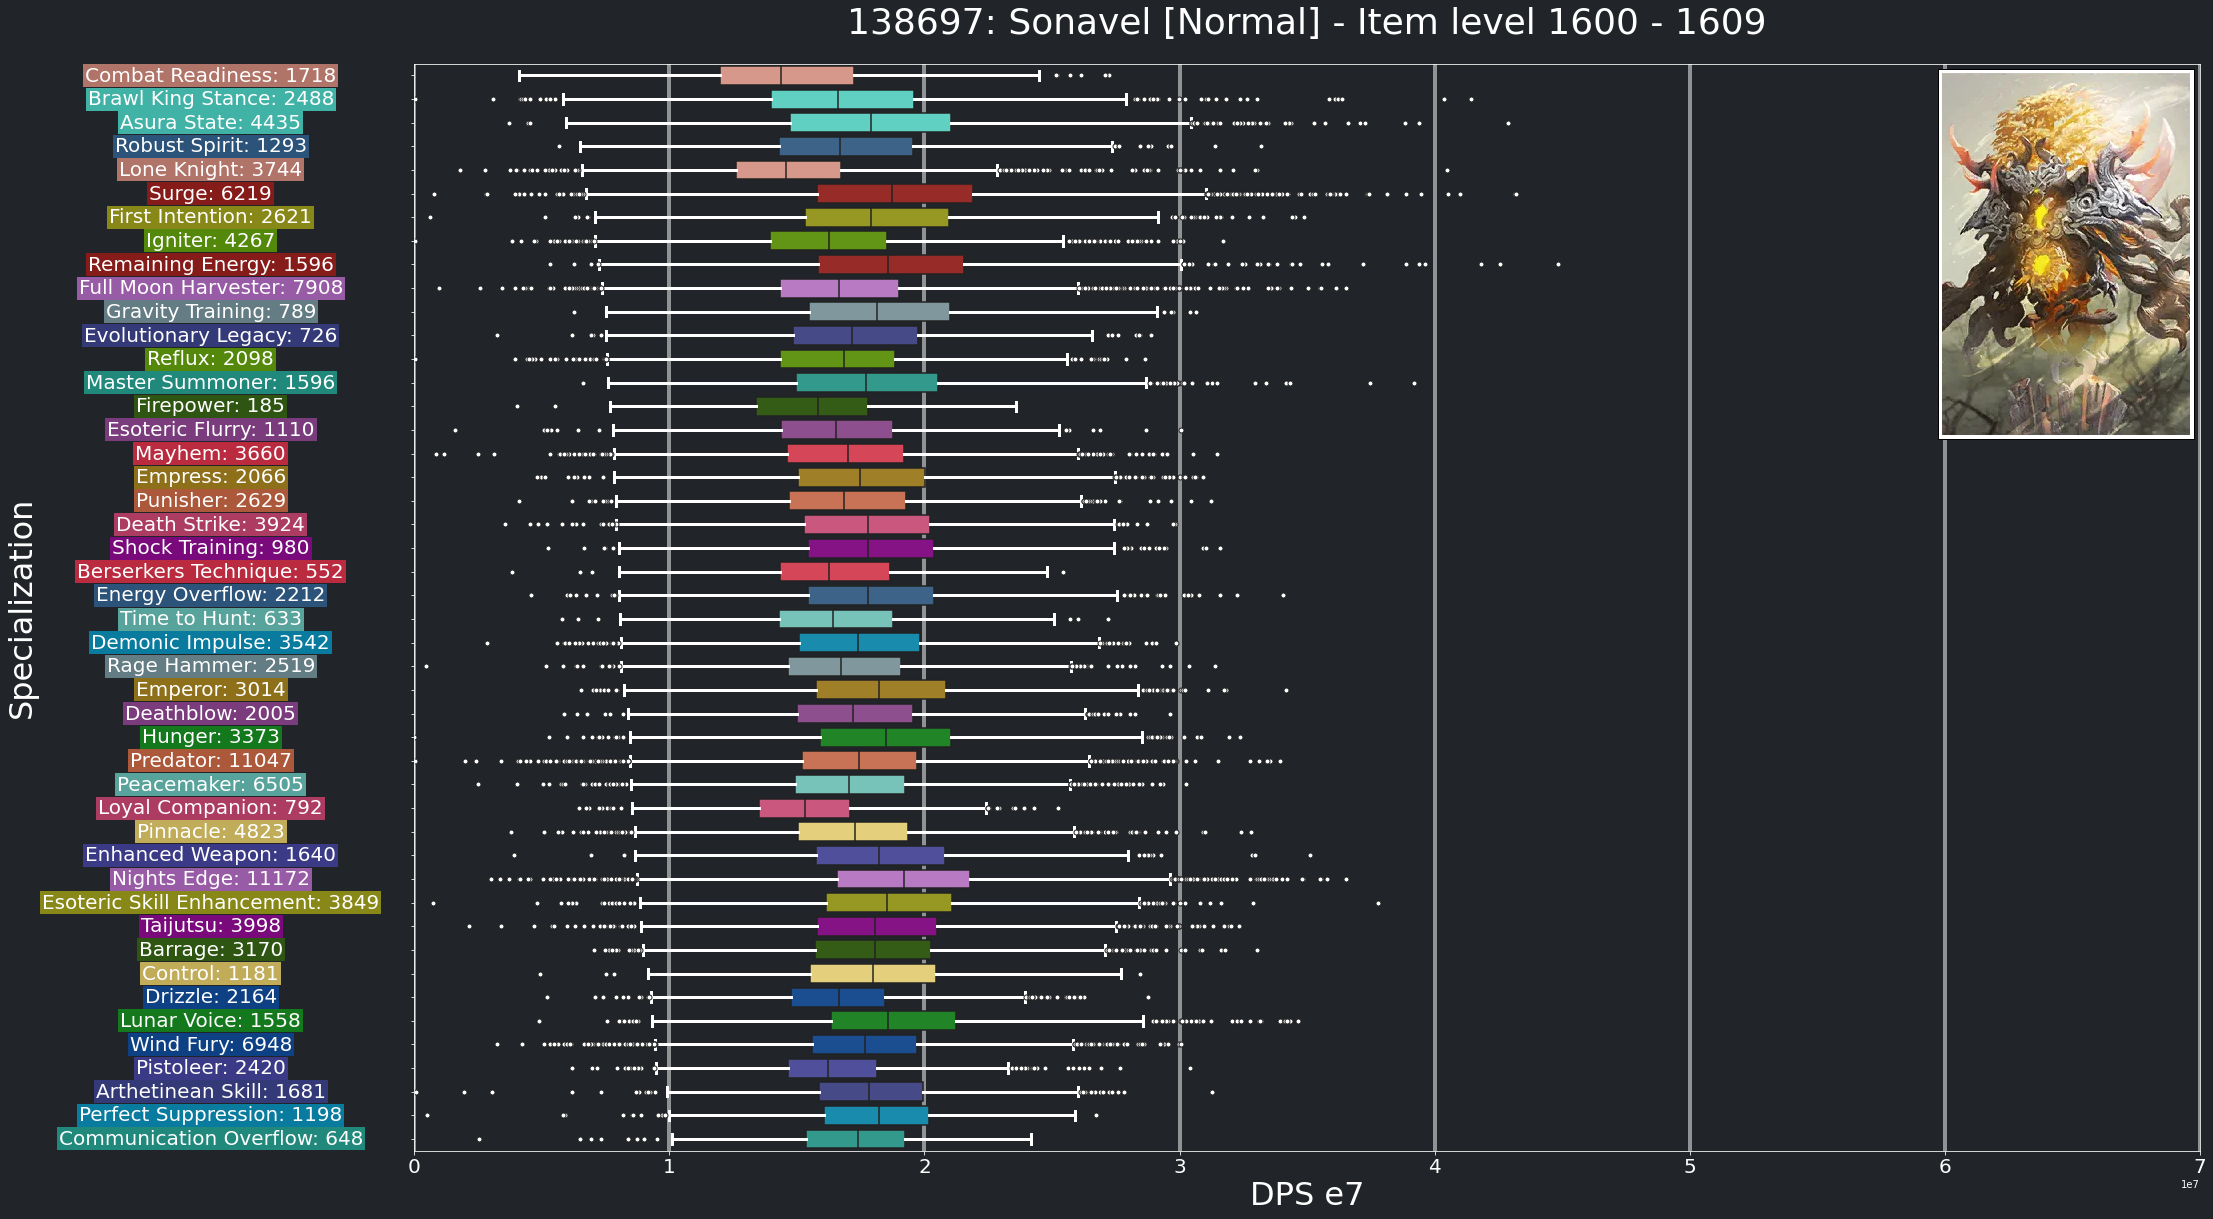 138697: Sonavel [Normal] - Item level 1600 - 1609
Combat Readiness: 1718
Brawl King Stance: 2488
Asura State: 4435
Robust Spirit: 1293
Lone Knight: 3744
Surge: 6219
First Intention: 2621
Igniter: 4267
Remaining Energy: 1596
Full Moon Harvester: 7908
Gravity Training: 789
Evolutionary Legacy: 726
Reflux: 2098
Master Summoner: 1596
Firepower: 185
Esoteric Flurry: 1110
Mayhem: 3660
Empress: 2066
Punisher: 2629
Death Strike: 3924
Shock Training: 980
Berserkers Technique: 552
Energy Overflow: 2212
Time to Hunt: 633
Demonic Impulse: 3542
Rage Hammer: 2519
Emperor: 3014
Deathblow: 2005
Hunger: 3373
Predator: 11047
Peacemaker: 6505
Loyal Companion: 792
Pinnacle: 4823
Enhanced Weapon: 1640
Nights Edge: 11172
Esoteric Skill Enhancement: 3849
Taijutsu: 3998
Barrage: 3170
Control: 1181
Drizzle: 2164
Lunar Voice: 1558
Wind Fury: 6948
Pistoleer: 2420
Arthetinean Skill: 1681
Perfect Suppression: 1198
Communication Overflow: 648
Specialization
0 1 2 3 4 5 6 7
1e7
DPS e7